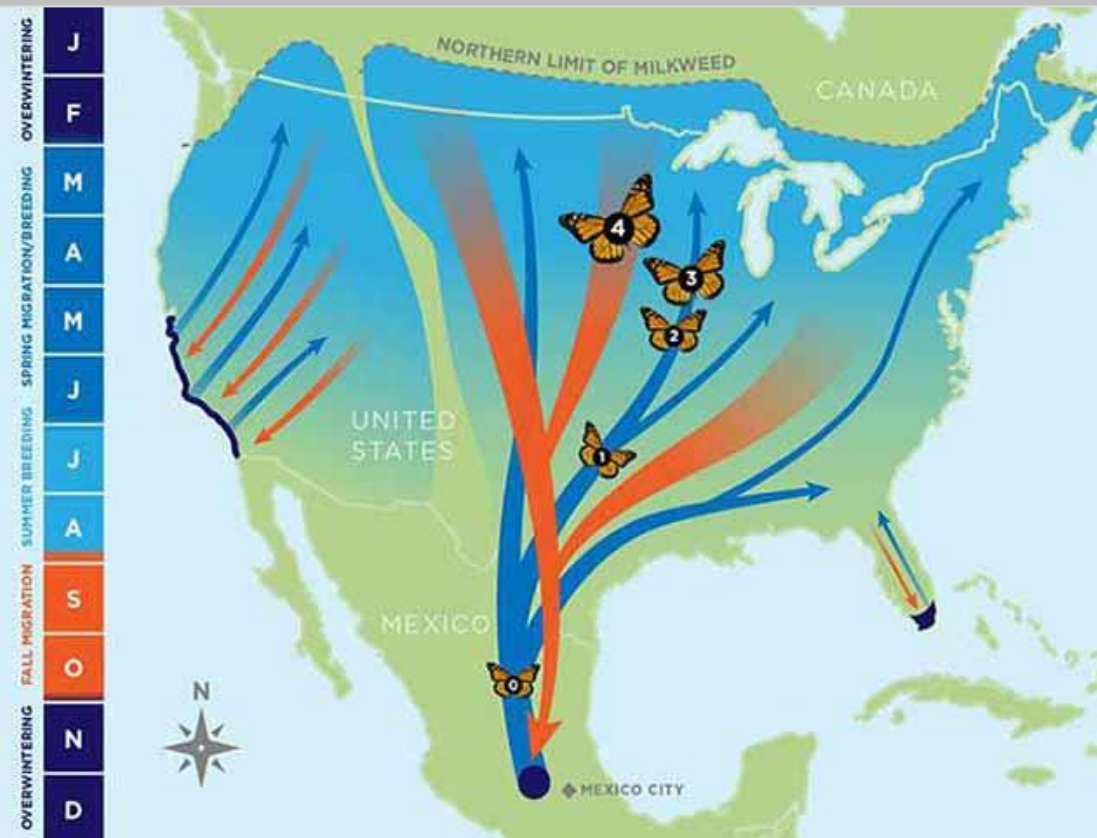 OVERWINTERING
J
F
SPRING MIGRATION/BREEDING
M
A
M
J
SUMMER BREEDING
J
A
FALL MIGRATION
S
O
OVERWINTERING
N
D
NORTHERN LIMIT OF MILKWEED
CANADA
4
3
2
UNITED
STATES
1
MEXICO
0
N
MEXICO CITY